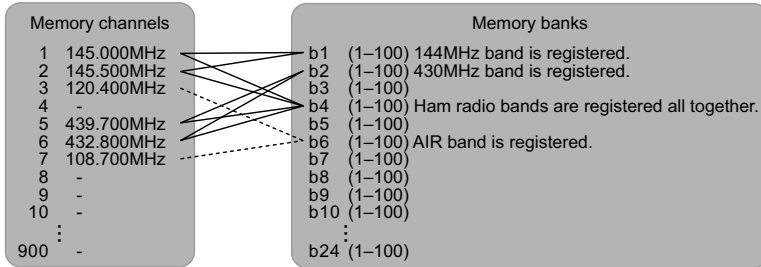 Memory channels
1 145.000MHz
2 145.500MHz
3 120.400MHz
4 -
5 439.700MHz
6 432.800MHz
7 108.700MHz
8 -
9 -
10 -
⋮
900 -
Memory banks
b1 (1–100) 144MHz band is registered.
b2 (1–100) 430MHz band is registered.
b3 (1–100)
b4 (1–100) Ham radio bands are registered all together.
b5 (1–100)
b6 (1–100) AIR band is registered.
b7 (1–100)
b8 (1–100)
b9 (1–100)
b10 (1–100)
⋮
b24 (1–100)